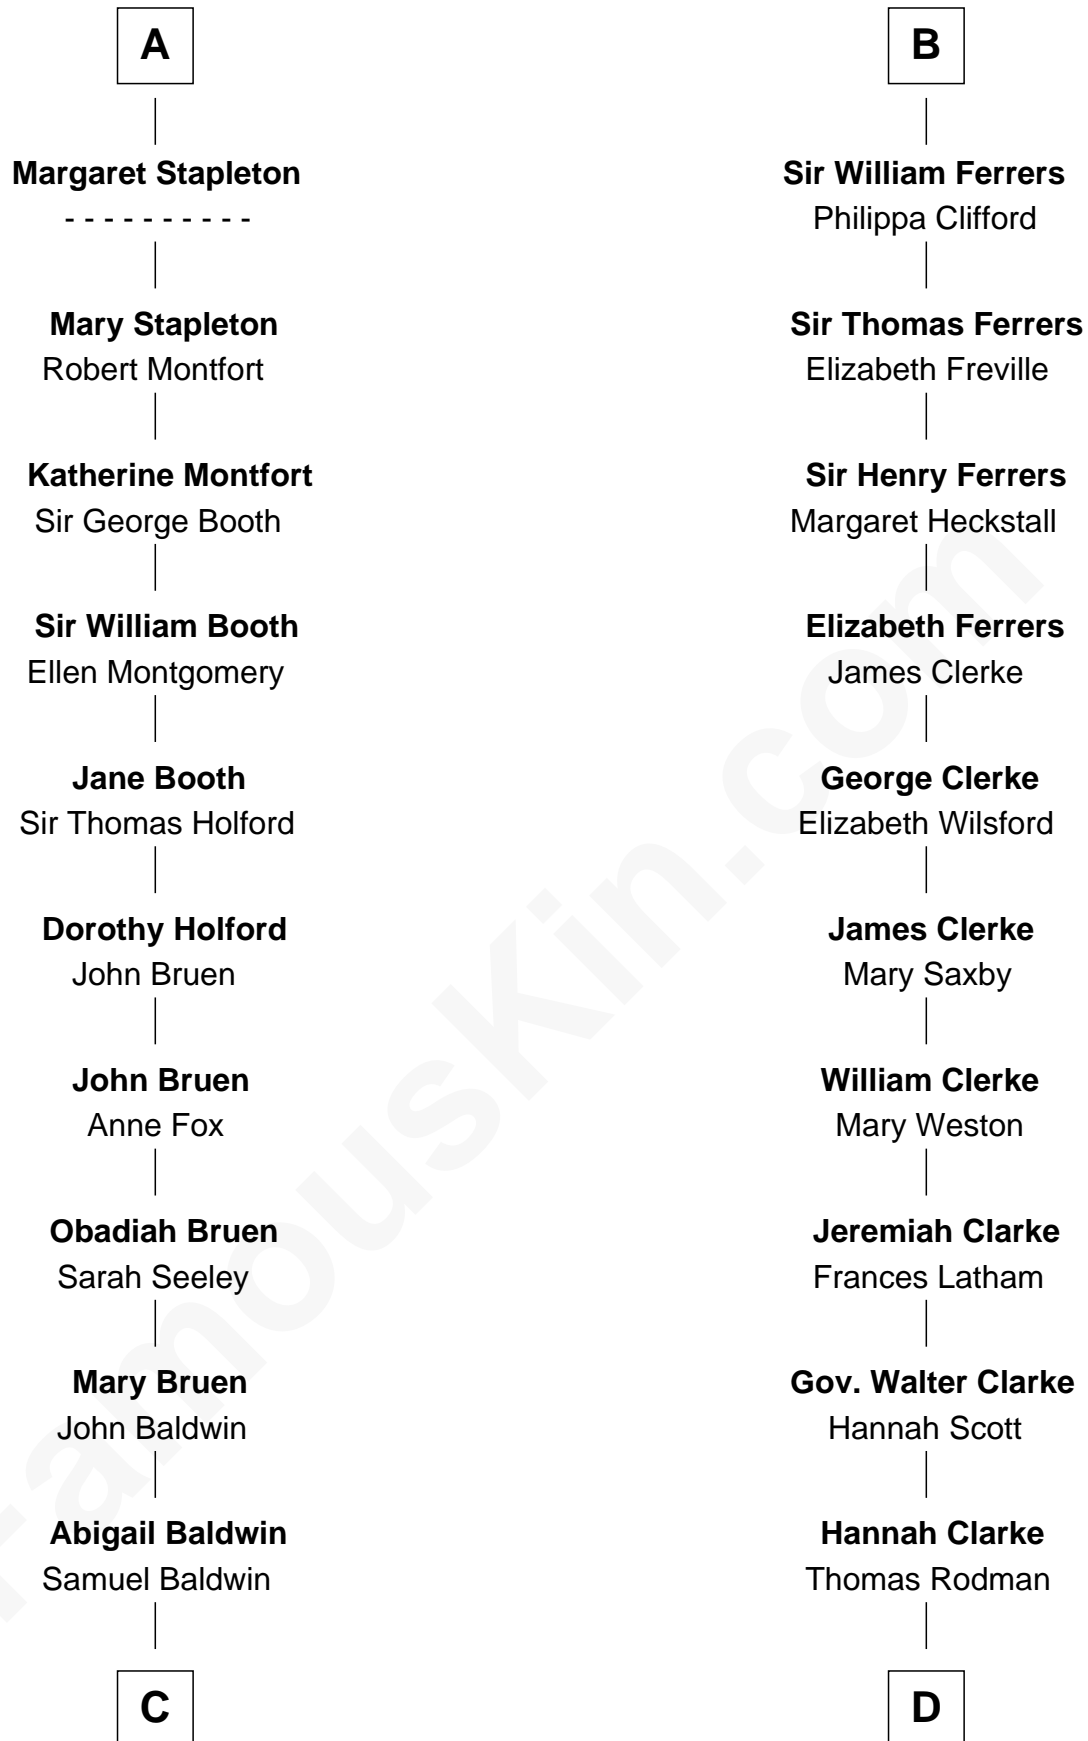 A
Margaret Stapleton
- - - - - - - - - -
Mary Stapleton
Robert Montfort
Katherine Montfort
Sir George Booth
Sir William Booth
Ellen Montgomery
Jane Booth
Sir Thomas Holford
Dorothy Holford
John Bruen
John Bruen
Anne Fox
Obadiah Bruen
Sarah Seeley
Mary Bruen
John Baldwin
Abigail Baldwin
Samuel Baldwin
C
B
Sir William Ferrers
Philippa Clifford
Sir Thomas Ferrers
Elizabeth Freville
Sir Henry Ferrers
Margaret Heckstall
Elizabeth Ferrers
James Clerke
George Clerke
Elizabeth Wilsford
James Clerke
Mary Saxby
William Clerke
Mary Weston
Jeremiah Clarke
Frances Latham
Gov. Walter Clarke
Hannah Scott
Hannah Clarke
Thomas Rodman
D
FamousKin.com